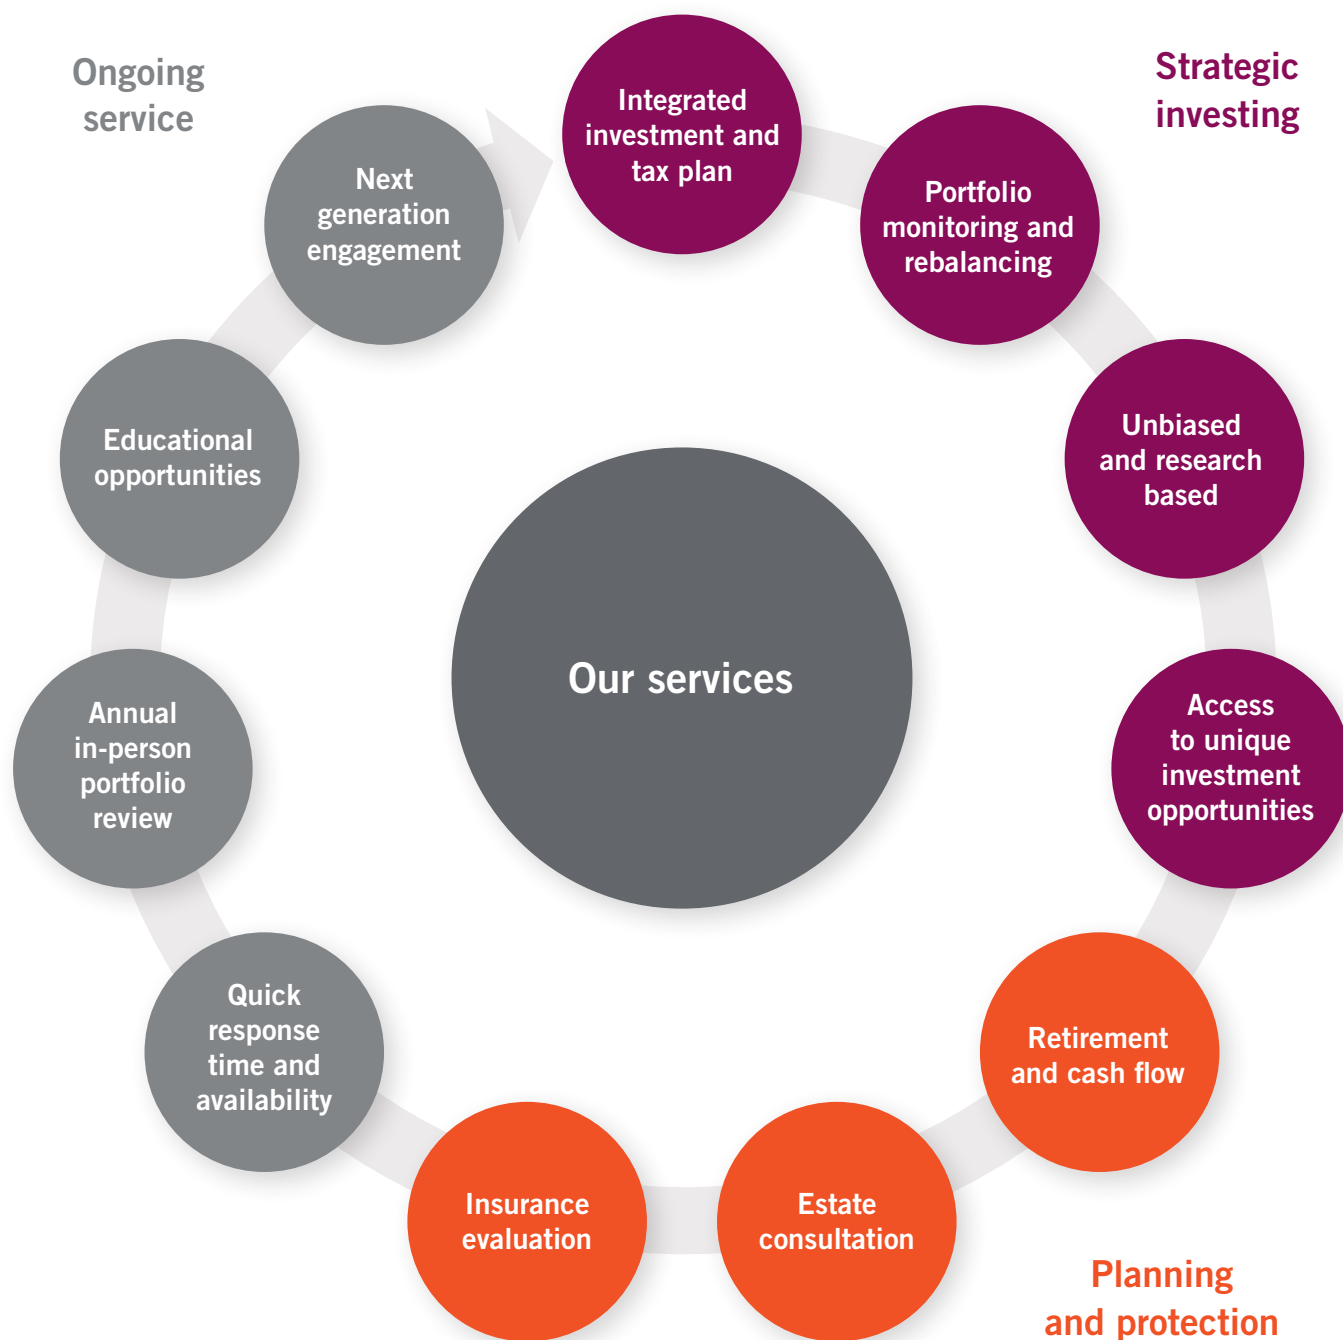 Ongoing
service
Strategic
investing
Integrated
investment and
tax plan
Portfolio
monitoring and
rebalancing
Unbiased
and research
based
Access
to unique
investment
opportunities
Retirement
and cash flow
Planning
and protection
Estate
consultation
Insurance
evaluation
Quick
response
time and
availability
Annual
in-person
portfolio
review
Educational
opportunities
Next
generation
engagement
Our services